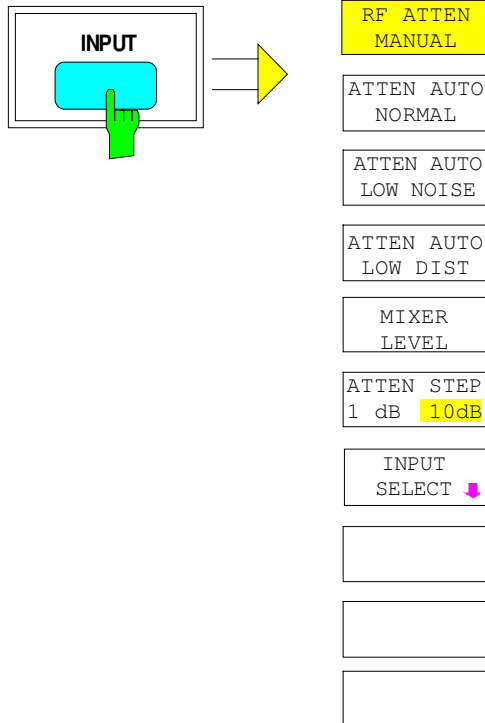 INPUT
RF ATTEN
MANUAL
ATTEN AUTO
NORMAL
ATTEN AUTO
LOW NOISE
ATTEN AUTO
LOW DIST
MIXER
LEVEL
ATTEN STEP
1 dB 10dB
INPUT
SELECT